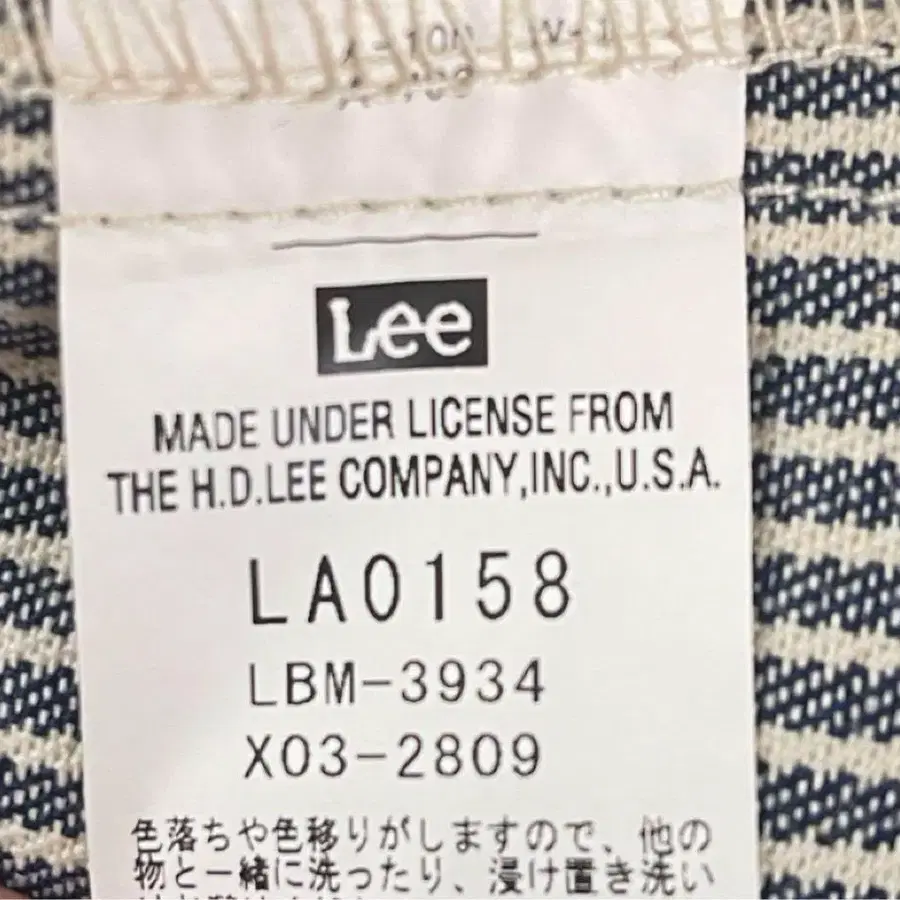 Lee
MADE UNDER LICENSE FROM
THE H.D.LEE COMPANY,INC.,U.S.A.
LA0158
LBM-3934
X03-2809
色落ちや色移りがしますので、他の
物と一緒に洗ったり、浸け置き洗い